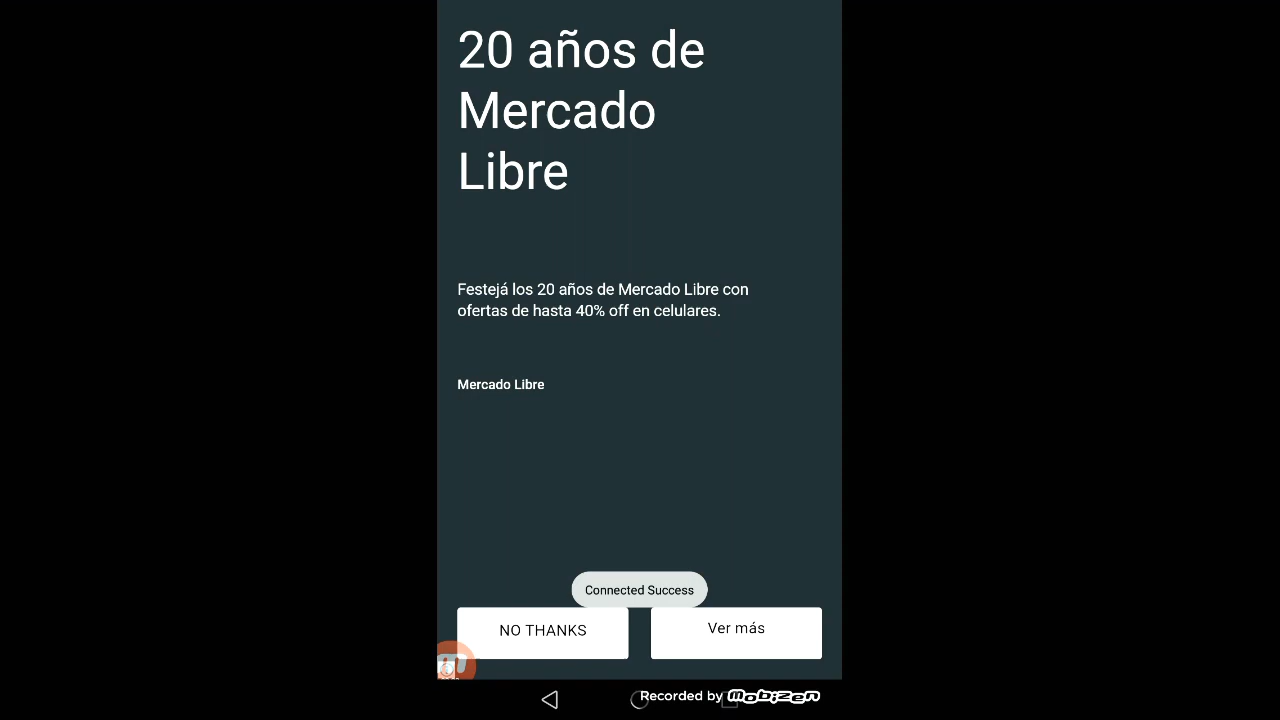 20 años de
Mercado
Libre
Festejá los 20 años de Mercado Libre con
ofertas de hasta 40% off en celulares.
Mercado Libre
Connected Success
NO THANKS
Ver más
Recorded by Mobizen